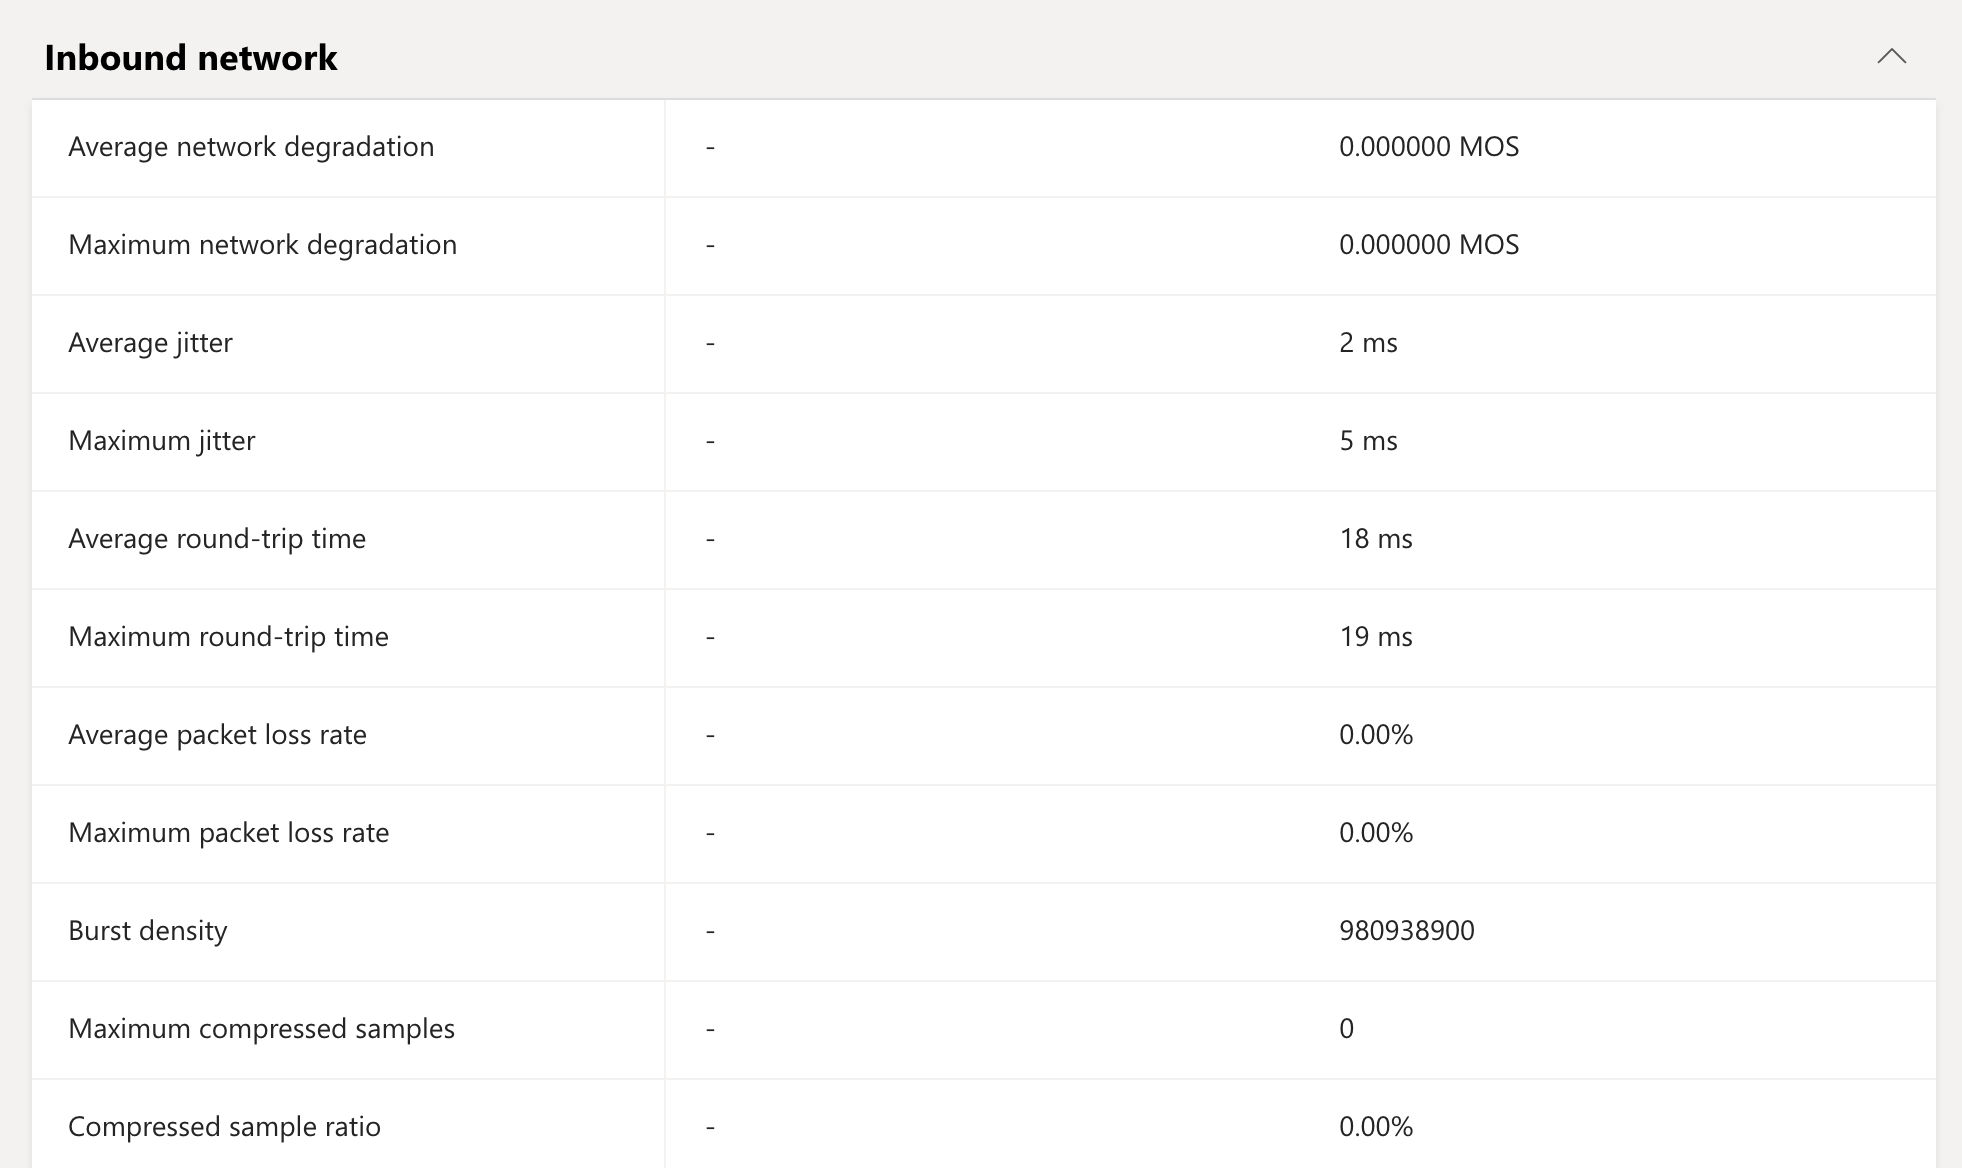 Inbound network
Average network degradation - 0.000000 MOS
Maximum network degradation - 0.000000 MOS
Average jitter - 2 ms
Maximum jitter - 5 ms
Average round-trip time - 18 ms
Maximum round-trip time - 19 ms
Average packet loss rate - 0.00%
Maximum packet loss rate - 0.00%
Burst density - 980938900
Maximum compressed samples - 0
Compressed sample ratio - 0.00%